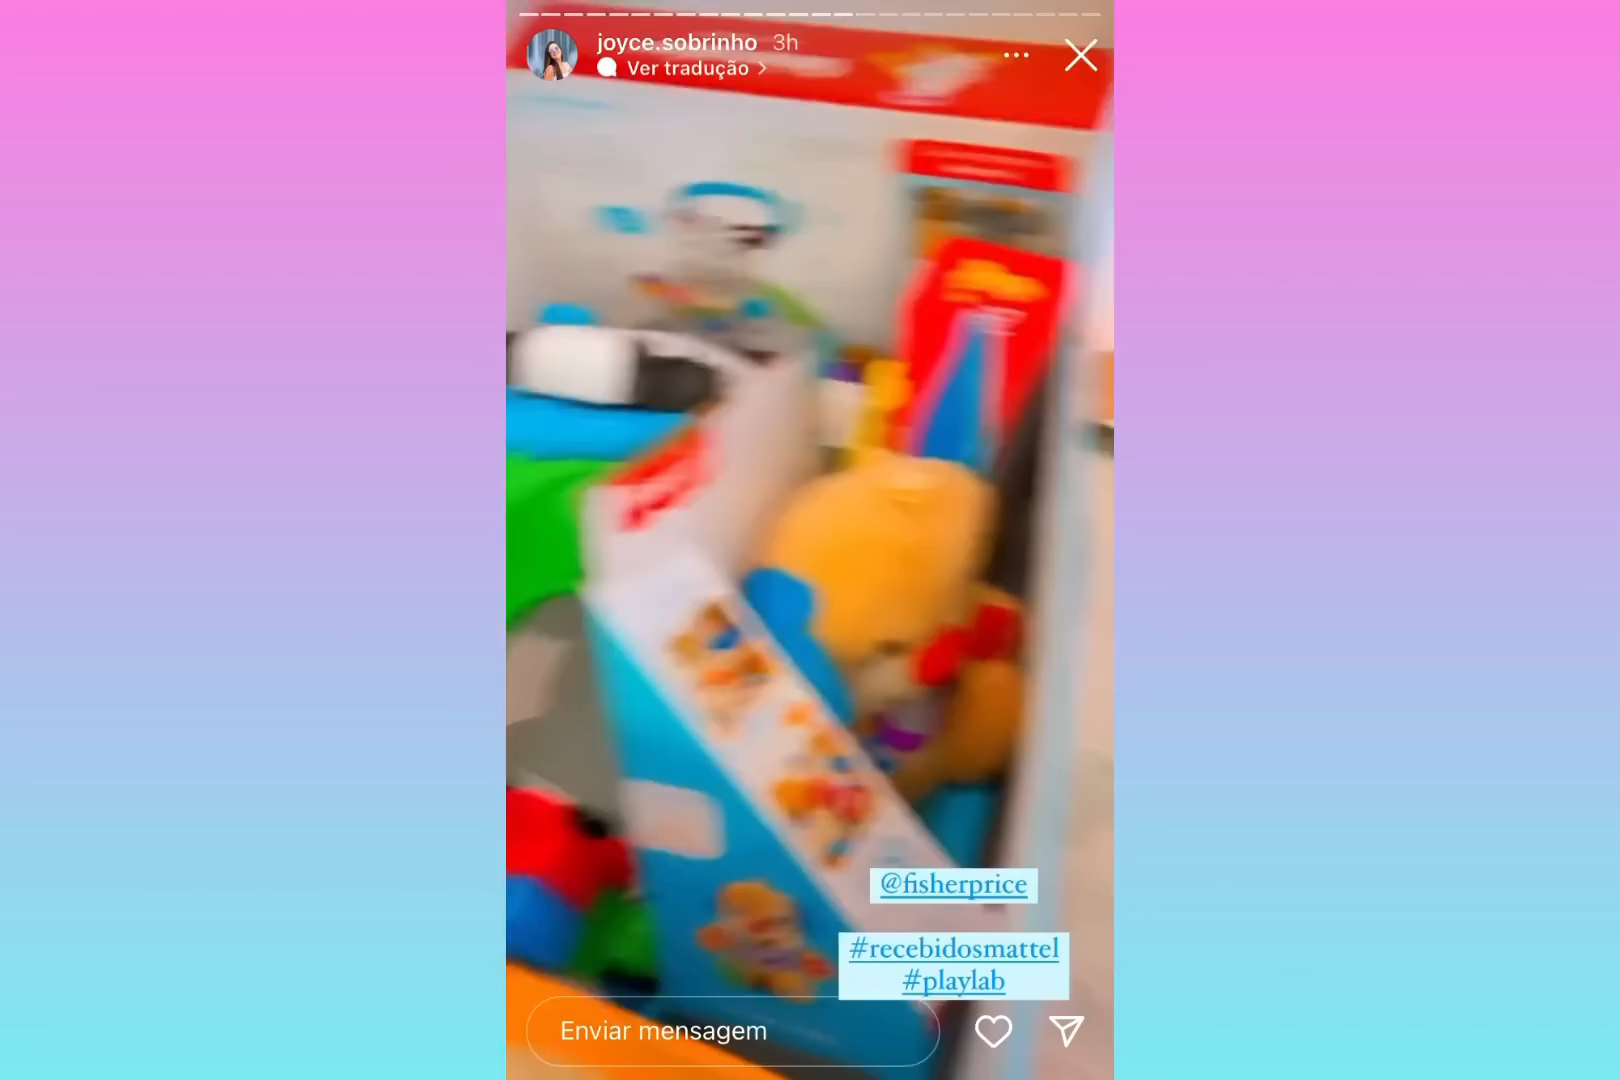 joyce.sobrinho 3h
Ver tradução >
@fisherprice
#recebidosmattel
#playlab
Enviar mensagem